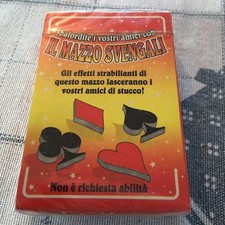 Sbalordite i vostri amici con
IL MAZZO SVENGALI
Gli effetti strabilianti di
questo mazzo lasceranno i
vostri amici di stucco!
Non è richiesta abilità